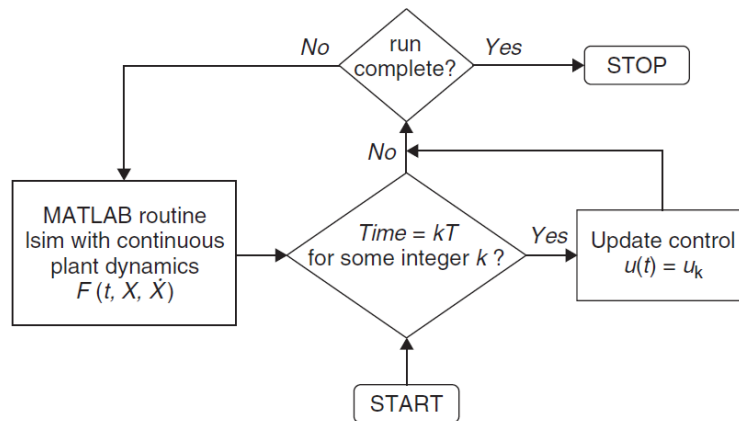 No
run
complete?
Yes
STOP
No
MATLAB routine
lsim with continuous
plant dynamics
F (t, X, Ẋ)
Time = kT
for some integer k ?
Yes
Update control
u(t) = uk
START